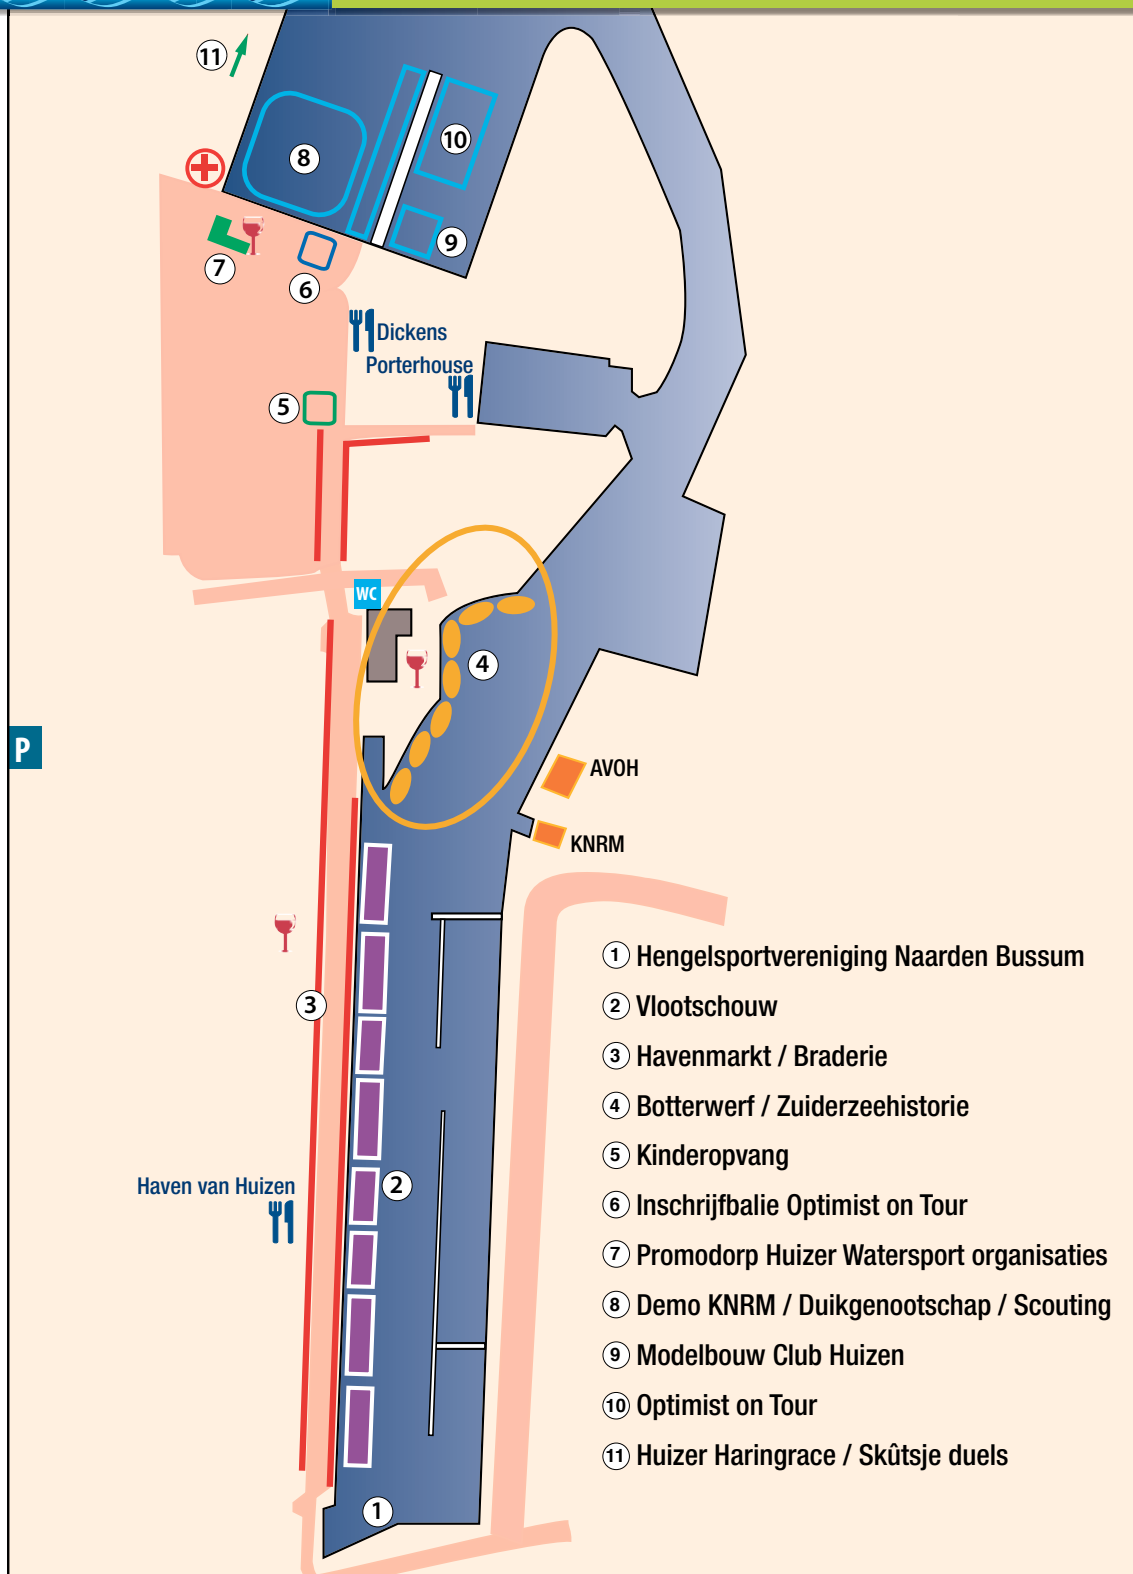 11
10
8
9
7
6
Dickens
Porterhouse
5
WC
4
P
AVOH
KNRM
3
Haven van Huizen
2
1
1 Hengelsportvereniging Naarden Bussum
2 Vlootschouw
3 Havenmarkt / Braderie
4 Botterwerf / Zuiderzeehistorie
5 Kinderopvang
6 Inschrijfbalie Optimist on Tour
7 Promodorp Huizer Watersport organisaties
8 Demo KNRM / Duikgenootschap / Scouting
9 Modelbouw Club Huizen
10 Optimist on Tour
11 Huizer Haringrace / Skûtsje duels